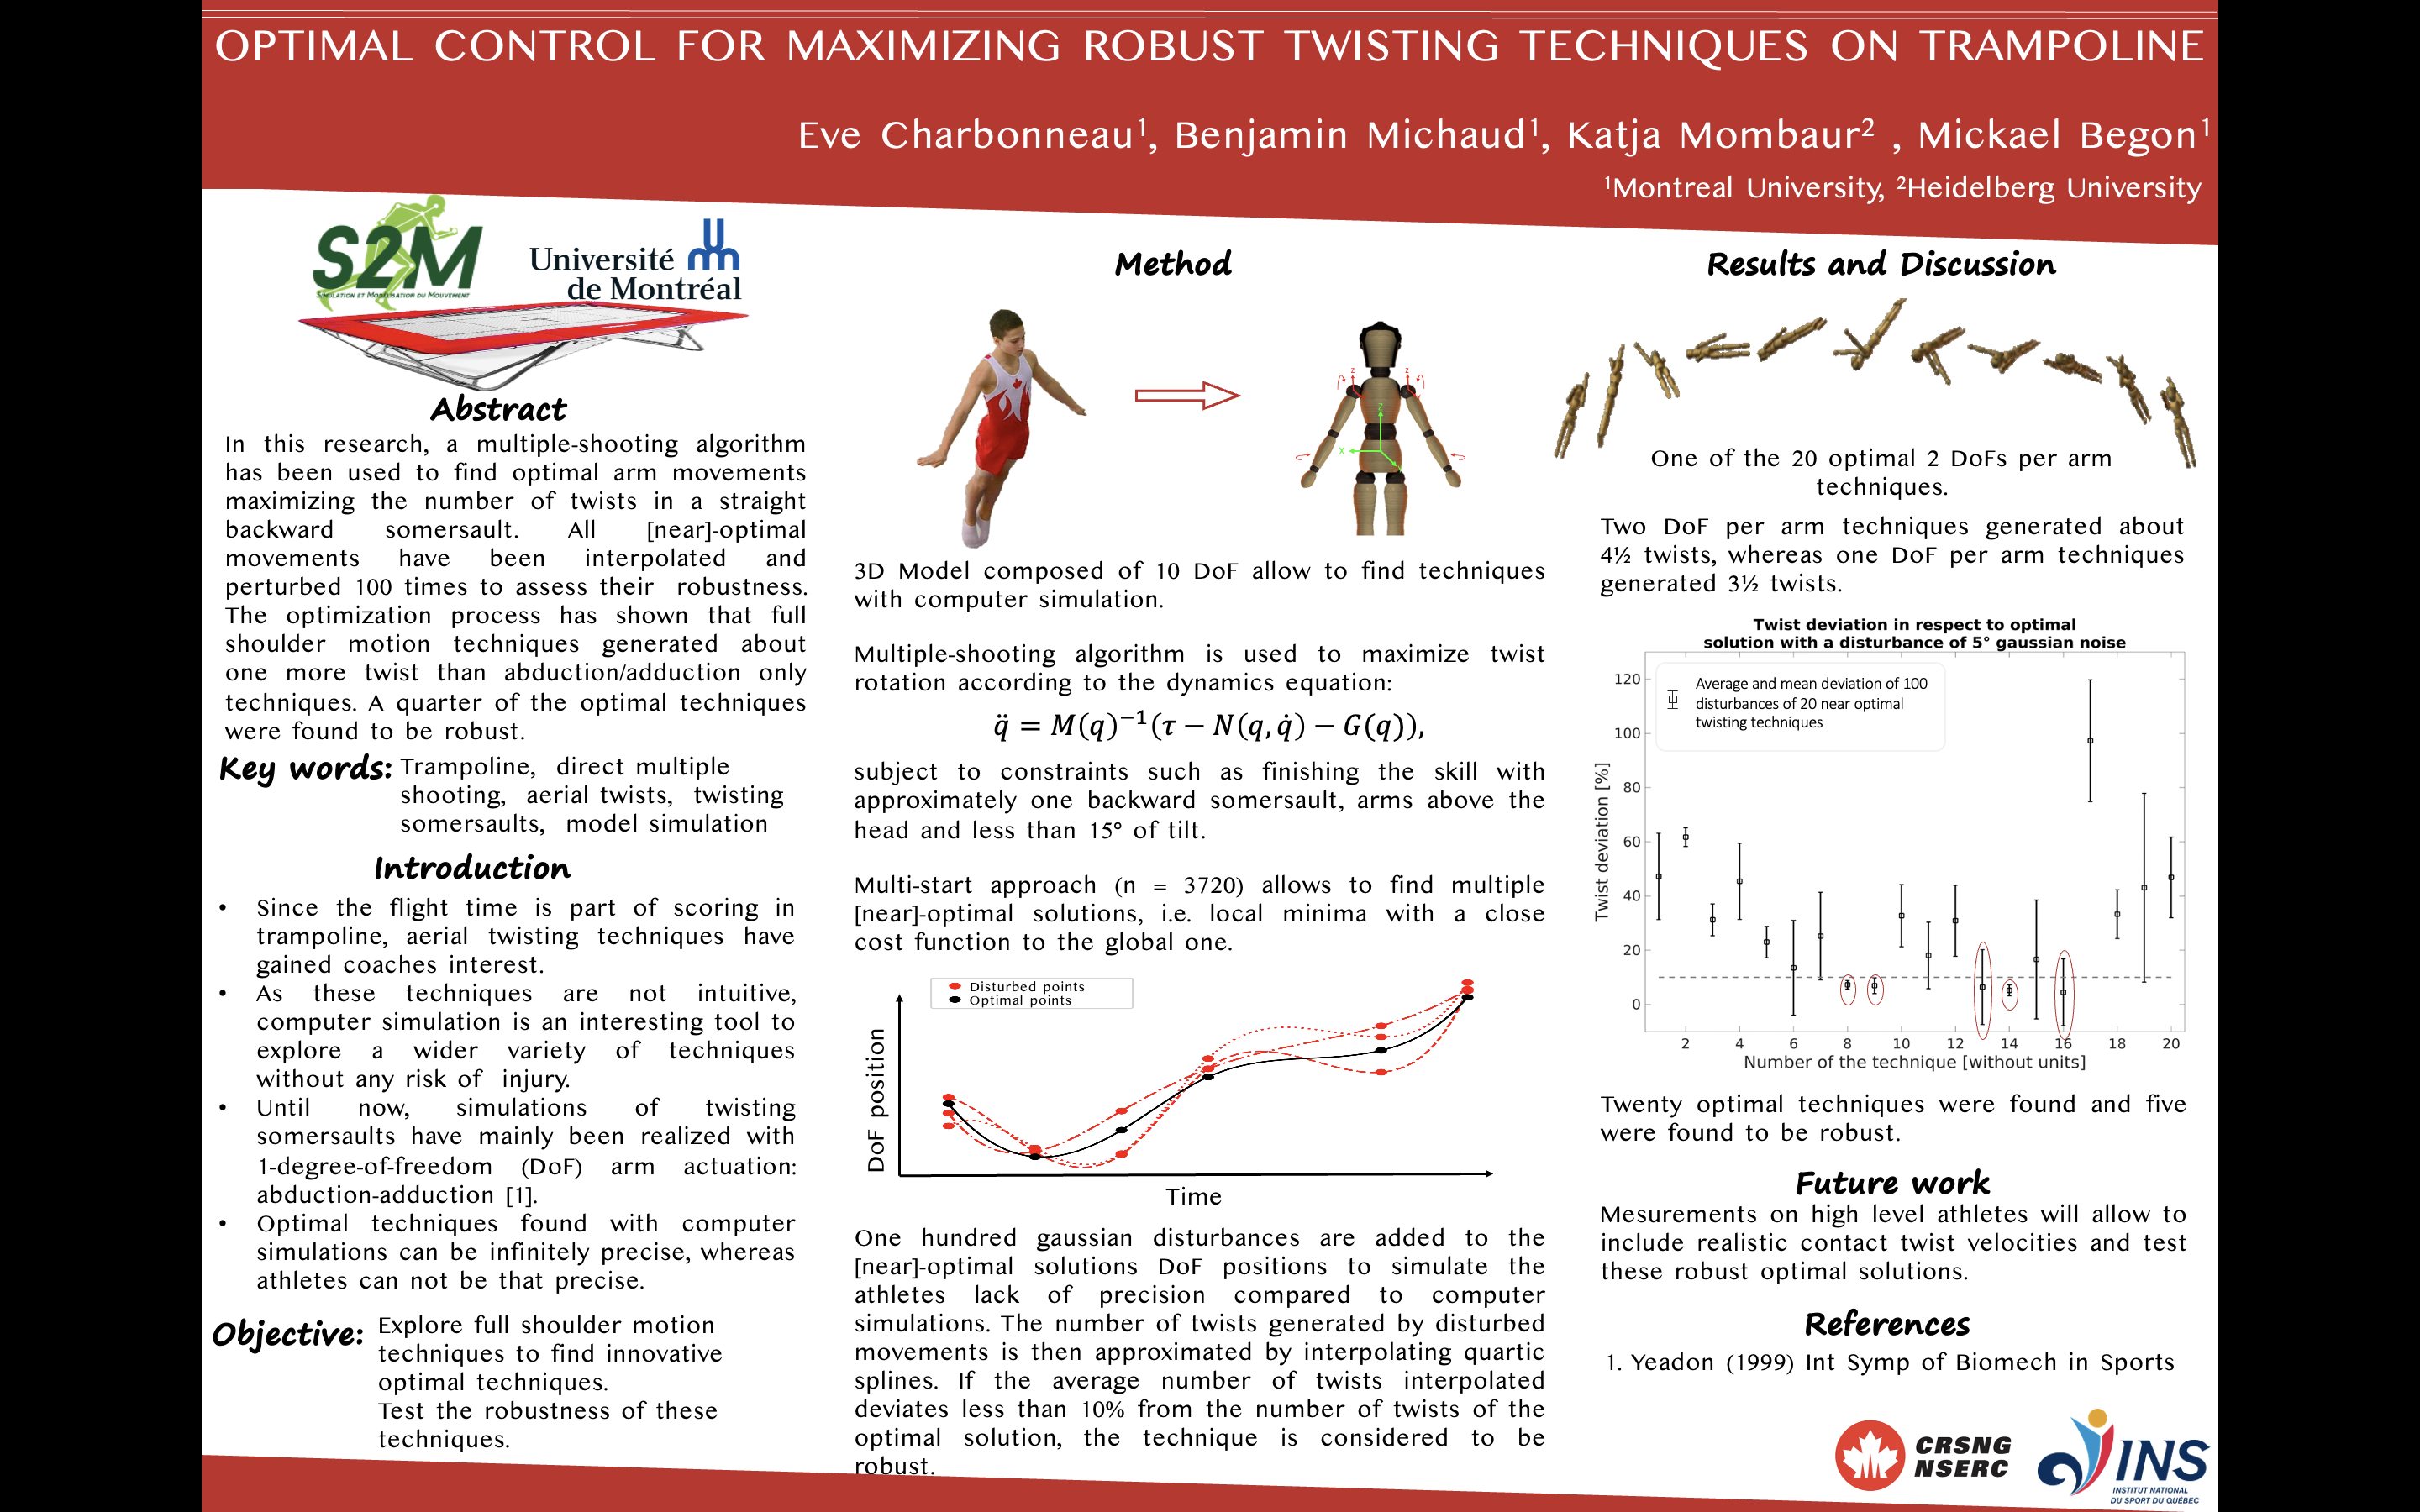 OPTIMAL CONTROL FOR MAXIMIZING ROBUST TWISTING TECHNIQUES ON TRAMPOLINE
Eve Charbonneau¹, Benjamin Michaud¹, Katja Mombaur² , Mickael Begon¹
¹Montreal University, ²Heidelberg University
S2M
SIMULATION ET MODÉLISATION DU MOUVEMENT
Université
de Montréal
Abstract
In this research, a multiple-shooting algorithm
has been used to find optimal arm movements
maximizing the number of twists in a straight
backward somersault. All [near]-optimal
movements have been interpolated and
perturbed 100 times to assess their robustness.
The optimization process has shown that full
shoulder motion techniques generated about
one more twist than abduction/adduction only
techniques. A quarter of the optimal techniques
were found to be robust.
Key words: Trampoline, direct multiple
shooting, aerial twists, twisting
somersaults, model simulation
Introduction
• Since the flight time is part of scoring in
trampoline, aerial twisting techniques have
gained coaches interest.
• As these techniques are not intuitive,
computer simulation is an interesting tool to
explore a wider variety of techniques
without any risk of injury.
• Until now, simulations of twisting
somersaults have mainly been realized with
1-degree-of-freedom (DoF) arm actuation:
abduction-adduction [1].
• Optimal techniques found with computer
simulations can be infinitely precise, whereas
athletes can not be that precise.
Objective: Explore full shoulder motion
techniques to find innovative
optimal techniques.
Test the robustness of these
techniques.
Method
z z
z
x
3D Model composed of 10 DoF allow to find techniques
with computer simulation.
Multiple-shooting algorithm is used to maximize twist
rotation according to the dynamics equation:
q̈ = M(q)⁻¹(τ − N(q, q̇) − G(q)),
subject to constraints such as finishing the skill with
approximately one backward somersault, arms above the
head and less than 15° of tilt.
Multi-start approach (n = 3720) allows to find multiple
[near]-optimal solutions, i.e. local minima with a close
cost function to the global one.
Disturbed points
Optimal points
DoF position
Time
One hundred gaussian disturbances are added to the
[near]-optimal solutions DoF positions to simulate the
athletes lack of precision compared to computer
simulations. The number of twists generated by disturbed
movements is then approximated by interpolating quartic
splines. If the average number of twists interpolated
deviates less than 10% from the number of twists of the
optimal solution, the technique is considered to be
robust.
Results and Discussion
One of the 20 optimal 2 DoFs per arm
techniques.
Two DoF per arm techniques generated about
4½ twists, whereas one DoF per arm techniques
generated 3½ twists.
Twist deviation in respect to optimal
solution with a disturbance of 5° gaussian noise
Average and mean deviation of 100
disturbances of 20 near optimal
twisting techniques
Twist deviation [%]
120
100
80
60
40
20
0
2 4 6 8 10 12 14 16 18 20
Number of the technique [without units]
Twenty optimal techniques were found and five
were found to be robust.
Future work
Mesurements on high level athletes will allow to
include realistic contact twist velocities and test
these robust optimal solutions.
References
1. Yeadon (1999) Int Symp of Biomech in Sports
CRSNG
NSERC
INS
INSTITUT NATIONAL
DU SPORT DU QUÉBEC